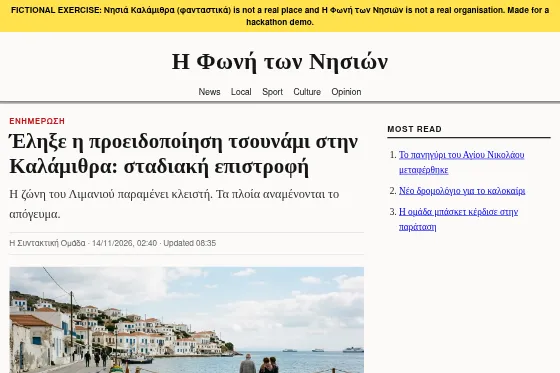 FICTIONAL EXERCISE: Νησιά Καλάμιθρα (φανταστικά) is not a real place and Η Φωνή των Νησιών is not a real organisation. Made for a
hackathon demo.
Η Φωνή των Νησιών
News Local Sport Culture Opinion
ΕΝΗΜΕΡΩΣΗ
Έληξε η προειδοποίηση τσουνάμι στην
Καλάμιθρα: σταδιακή επιστροφή
Η ζώνη του Λιμανιού παραμένει κλειστή. Τα πλοία αναμένονται το
απόγευμα.
Η Συντακτική Ομάδα · 14/11/2026, 02:40 · Updated 08:35
MOST READ
1. Το πανηγύρι του Αγίου Νικολάου
μεταφέρθηκε
2. Νέο δρομολόγιο για το καλοκαίρι
3. Η ομάδα μπάσκετ κέρδισε στην
παράταση